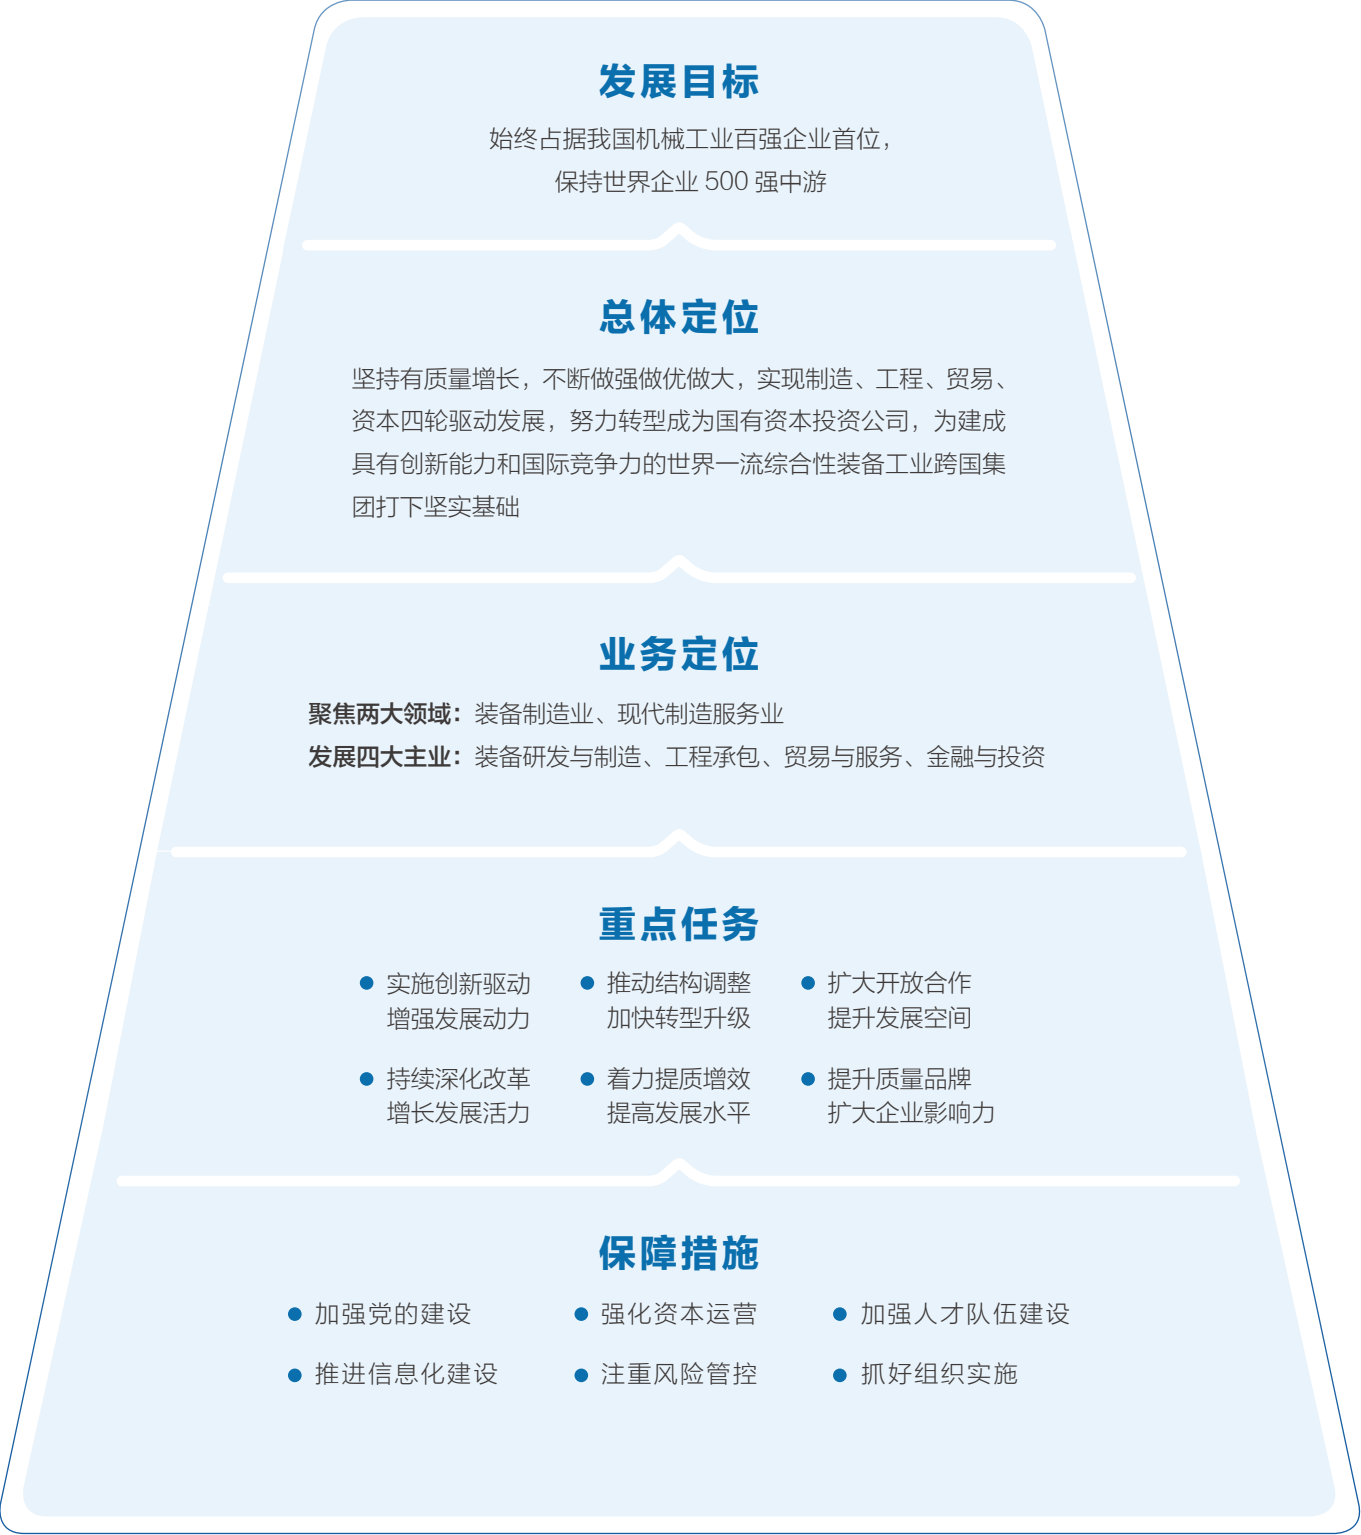 发展目标
始终占据我国机械工业百强企业首位，
保持世界企业 500 强中游
总体定位
坚持有质量增长，不断做强做优做大，实现制造、工程、贸易、
资本四轮驱动发展，努力转型成为国有资本投资公司，为建成
具有创新能力和国际竞争力的世界一流综合性装备工业跨国集
团打下坚实基础
业务定位
聚焦两大领域：装备制造业、现代制造服务业
发展四大主业：装备研发与制造、工程承包、贸易与服务、金融与投资
重点任务
● 实施创新驱动
增强发展动力
● 推动结构调整
加快转型升级
● 扩大开放合作
提升发展空间
● 持续深化改革
增长发展活力
● 着力提质增效
提高发展水平
● 提升质量品牌
扩大企业影响力
保障措施
● 加强党的建设
● 强化资本运营
● 加强人才队伍建设
● 推进信息化建设
● 注重风险管控
● 抓好组织实施